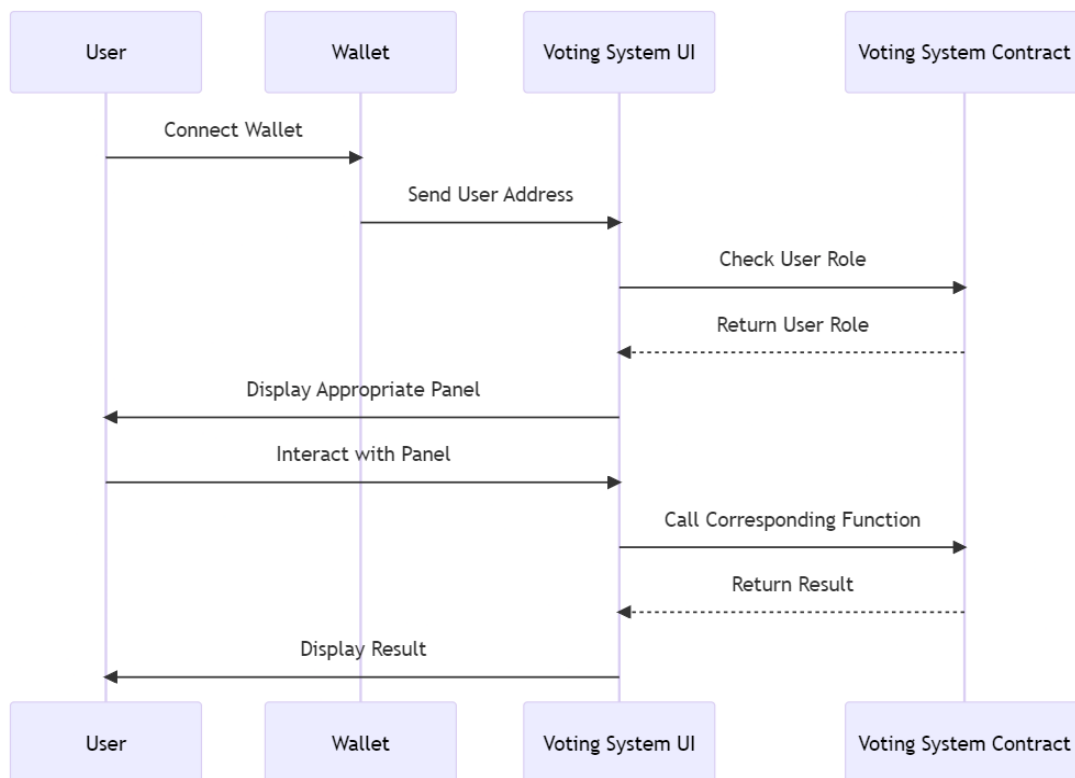 User
Wallet
Voting System UI
Voting System Contract
Connect Wallet
Send User Address
Check User Role
Return User Role
Display Appropriate Panel
Interact with Panel
Call Corresponding Function
Return Result
Display Result
User
Wallet
Voting System UI
Voting System Contract